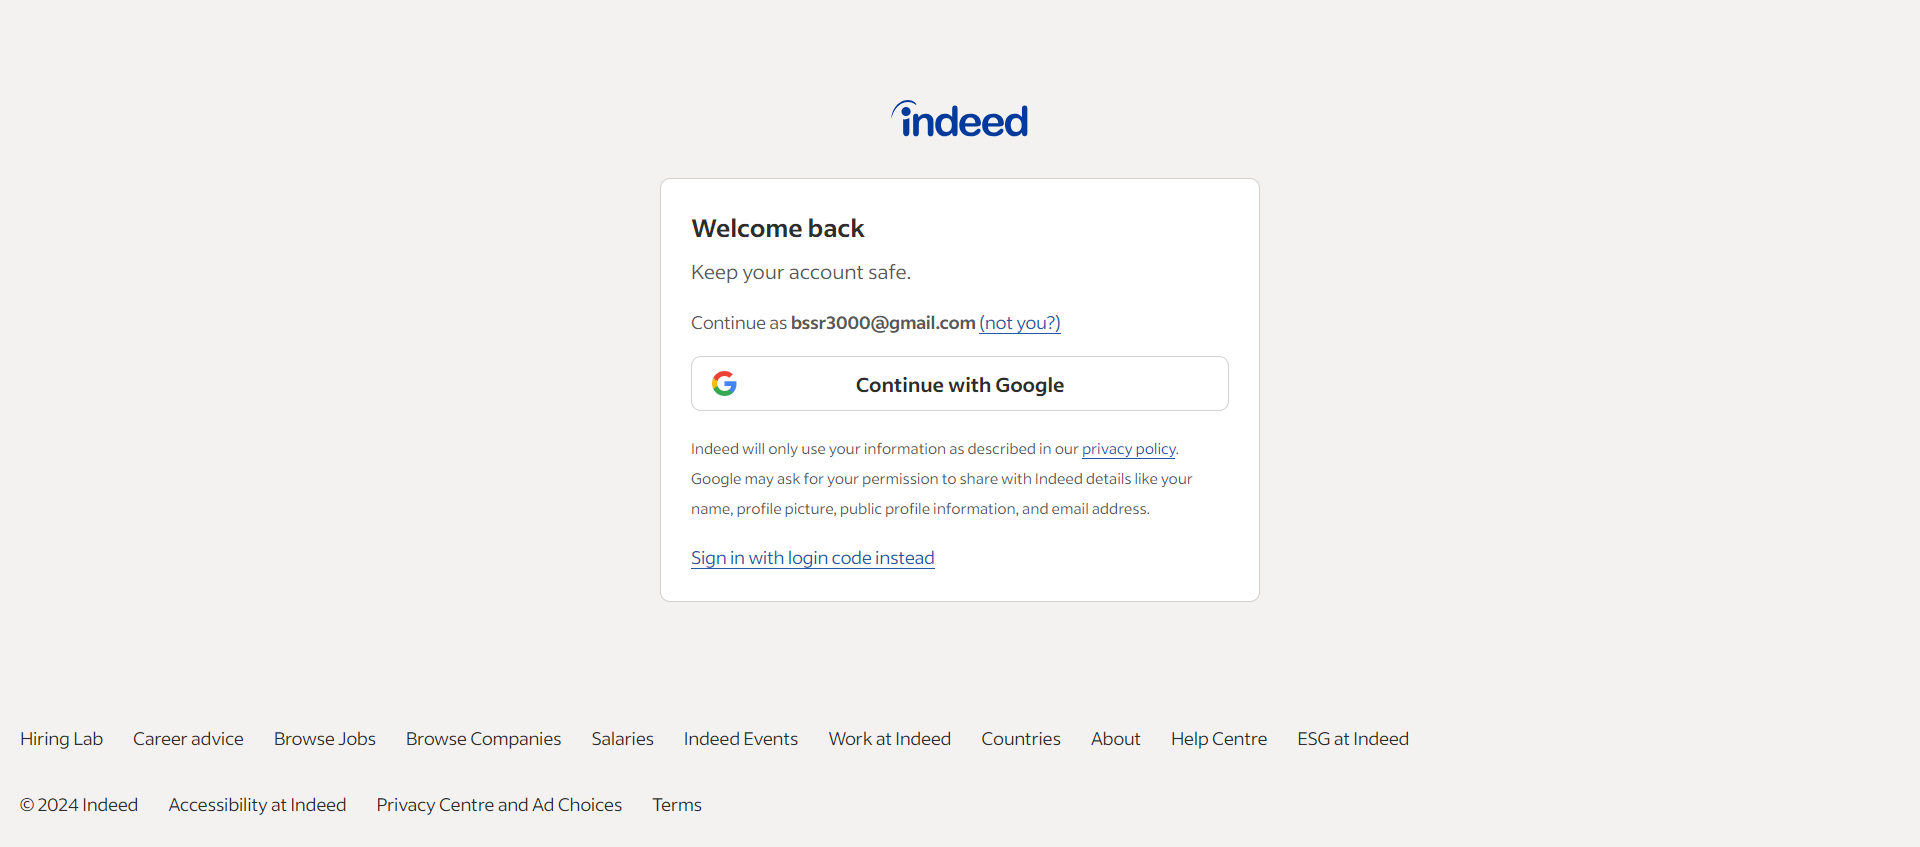 indeed
Welcome back
Keep your account safe.
Continue as bssr3000@gmail.com (not you?)
Continue with Google
Indeed will only use your information as described in our privacy policy.
Google may ask for your permission to share with Indeed details like your
name, profile picture, public profile information, and email address.
Sign in with login code instead
Hiring Lab Career advice Browse Jobs Browse Companies Salaries Indeed Events Work at Indeed Countries About Help Centre ESG at Indeed
© 2024 Indeed Accessibility at Indeed Privacy Centre and Ad Choices Terms